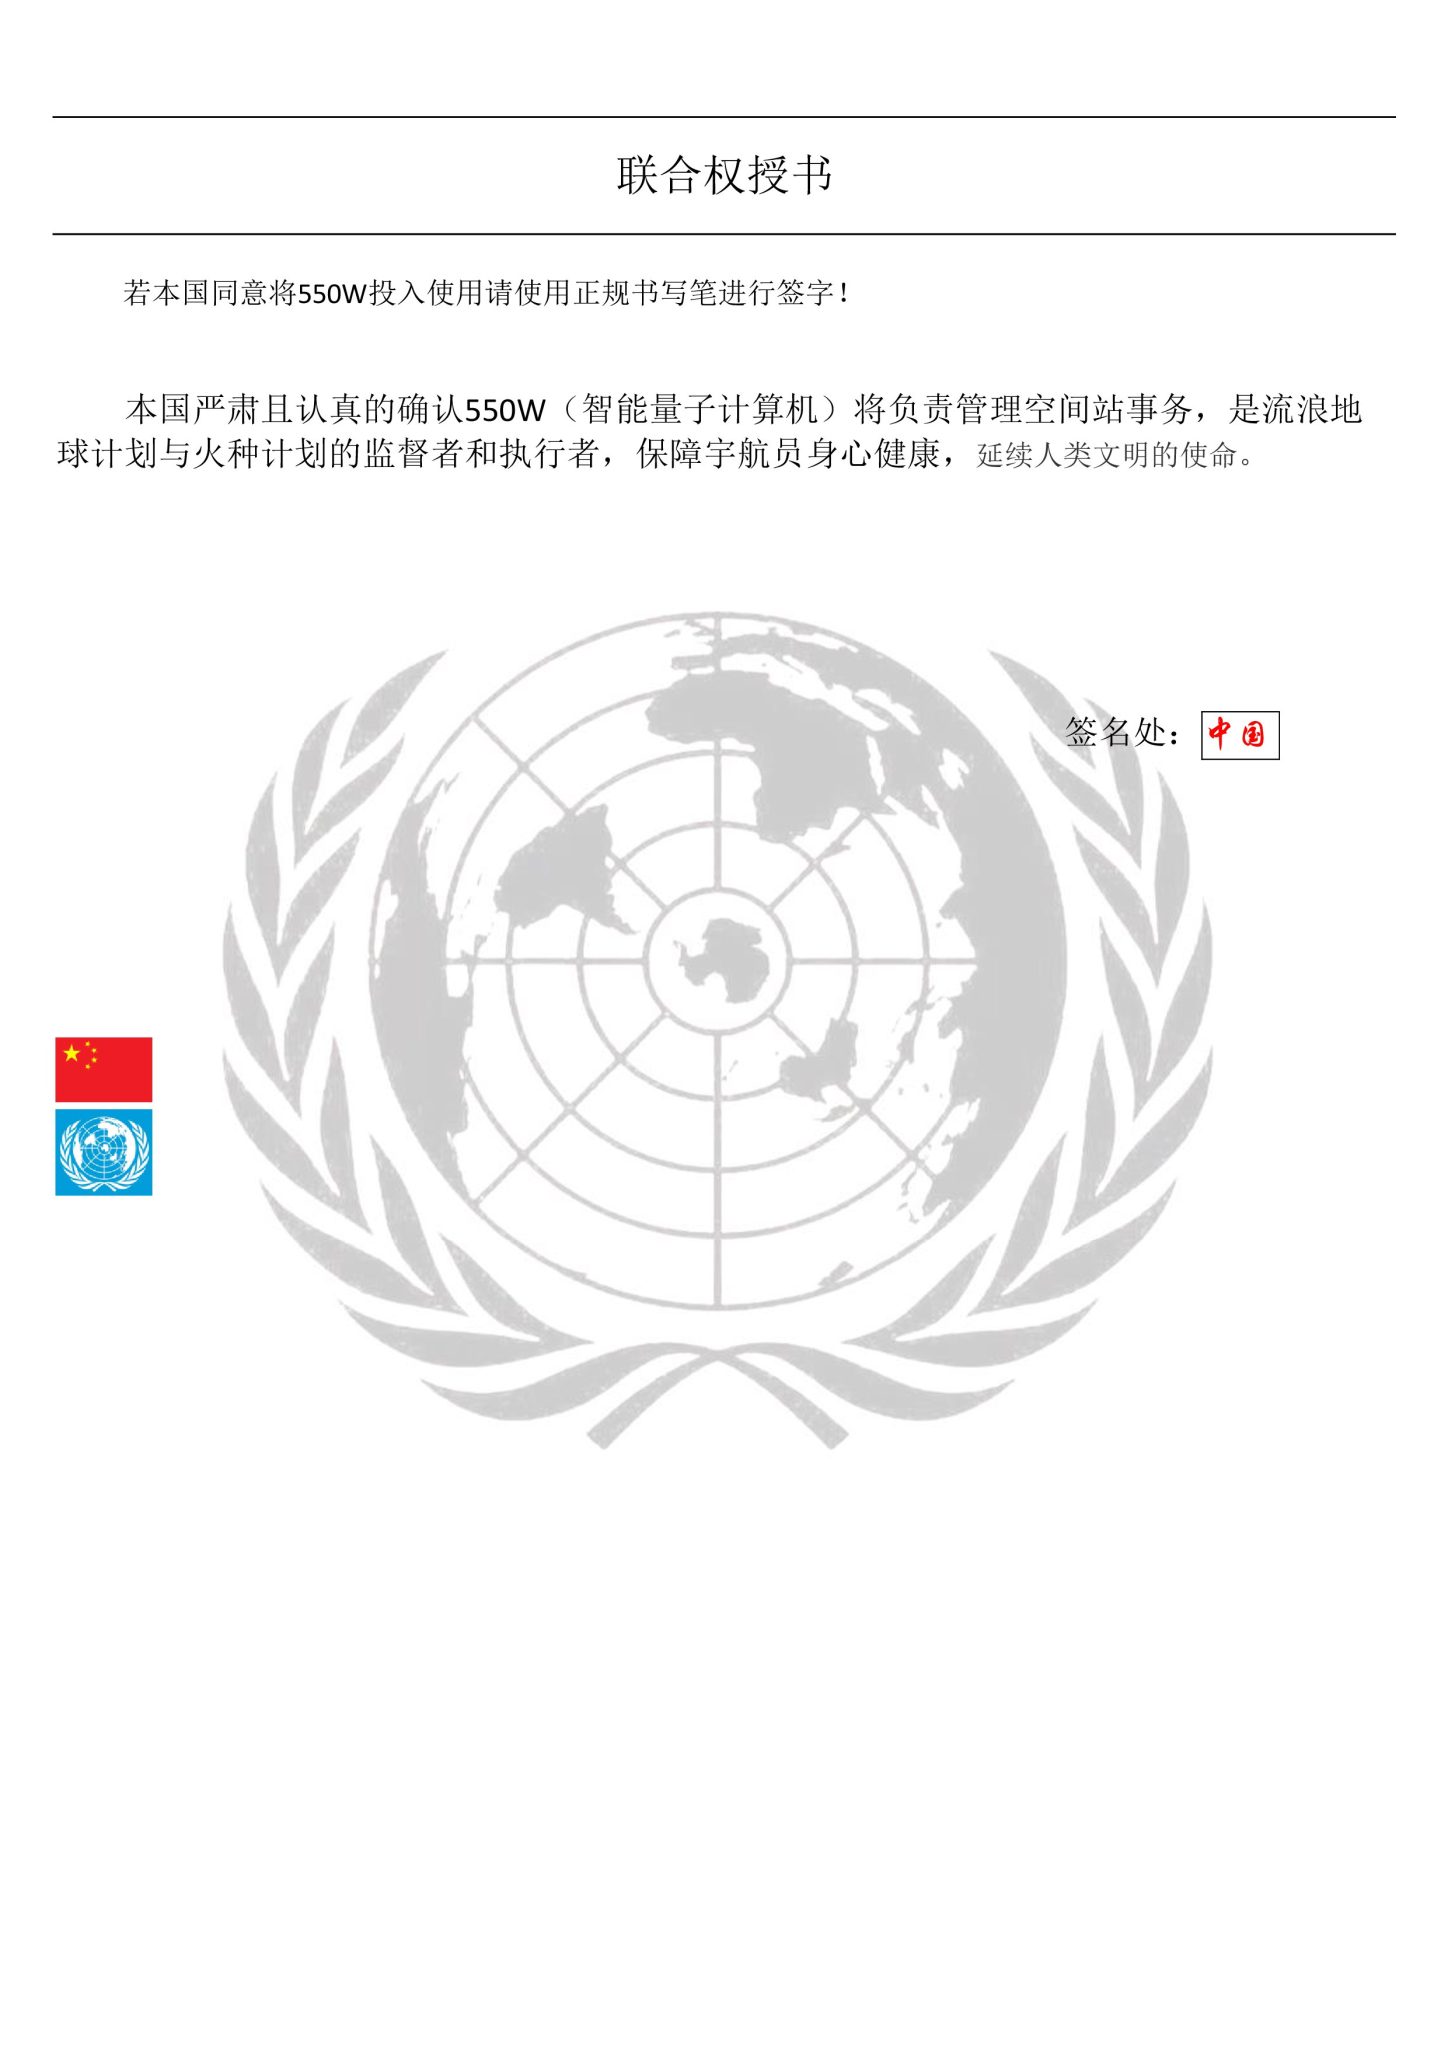 联合权授书
若本国同意将550W投入使用请使用正规书写笔进行签字！
本国严肃且认真的确认550W（智能量子计算机）将负责管理空间站事务，是流浪地
球计划与火种计划的监督者和执行者，保障宇航员身心健康，延续人类文明的使命。
签名处：中国